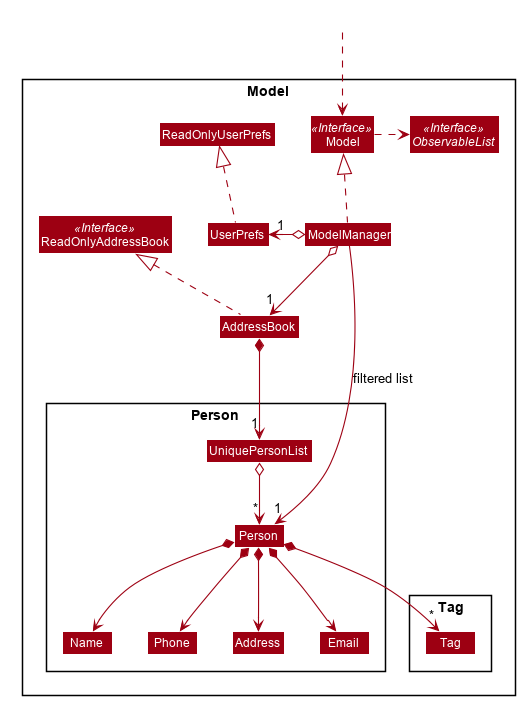 Model
«Interface»
Model
«Interface»
ObservableList
ReadOnlyUserPrefs
«Interface»
ReadOnlyAddressBook
UserPrefs
1
ModelManager
1
AddressBook
filtered list
Person
1
UniquePersonList
*
1
Person
Tag
*
Name
Phone
Address
Email
Tag